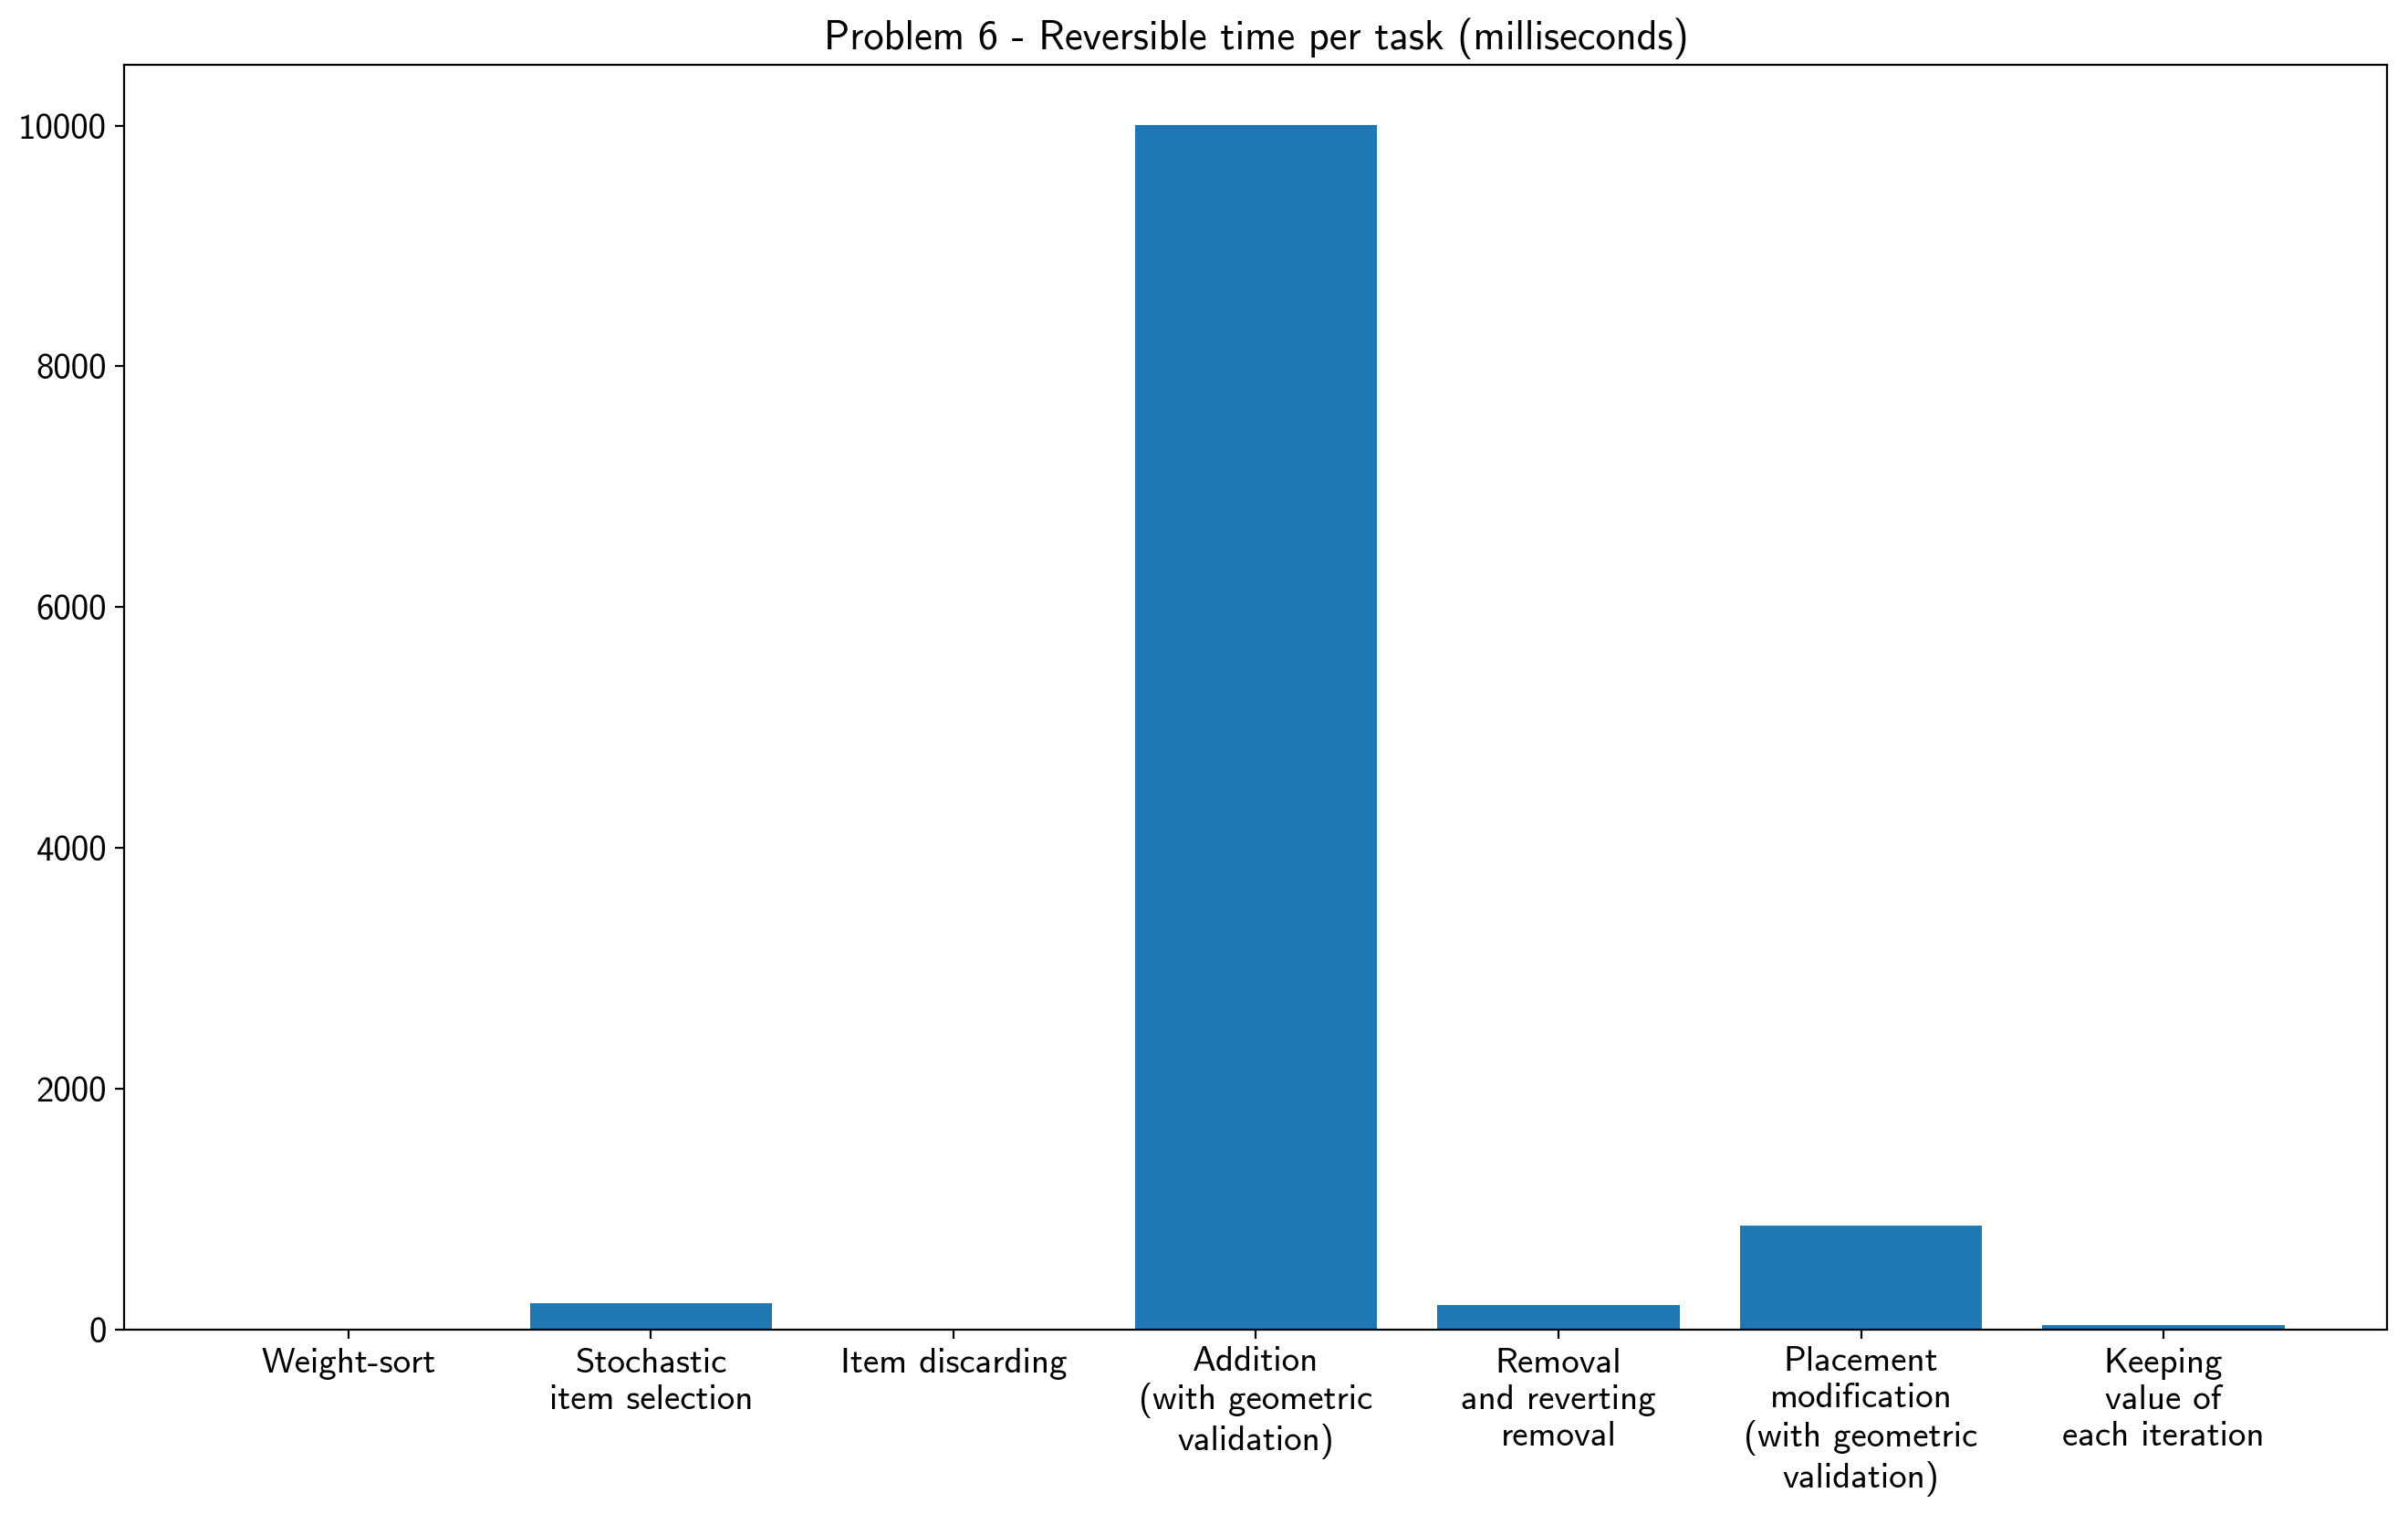 Problem 6 - Reversible time per task (milliseconds)
10000
8000
6000
4000
2000
0
Weight-sort
Stochastic
item selection
Item discarding
Addition
(with geometric
validation)
Removal
and reverting
removal
Placement
modification
(with geometric
validation)
Keeping
value of
each iteration